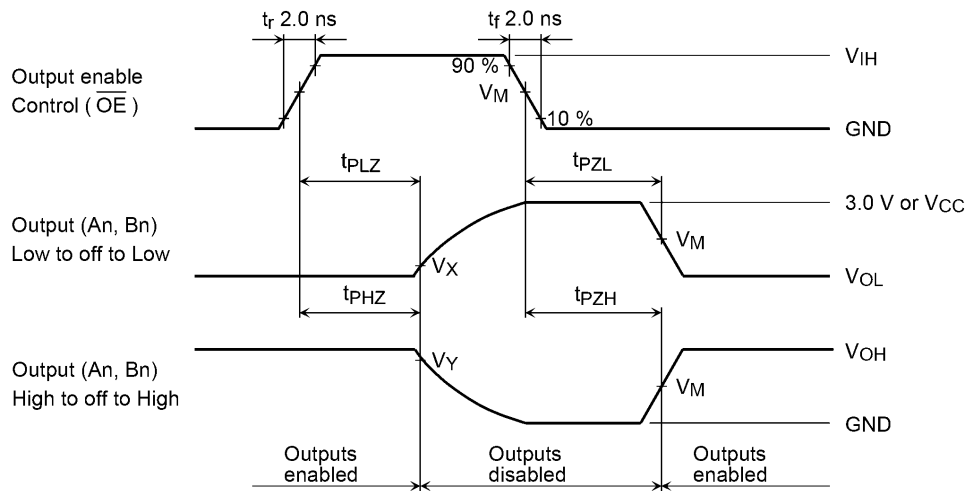 tr 2.0 ns
tf 2.0 ns
Output enable
Control ( OE )
90 %
VM
10 %
VIH
GND
tPLZ
tPZL
3.0 V or VCC
Output (An, Bn)
Low to off to Low
VX
VM
VOL
tPHZ
tPZH
VOH
Output (An, Bn)
High to off to High
VY
VM
GND
Outputs
enabled
Outputs
disabled
Outputs
enabled